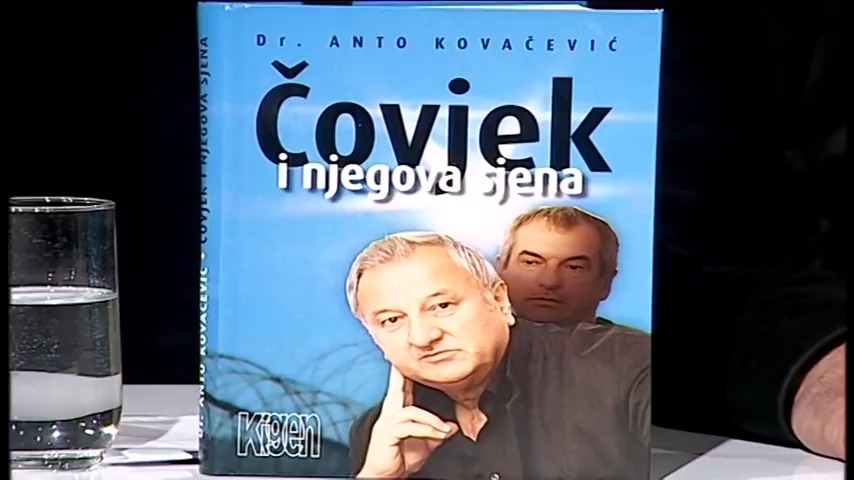 Dr. ANTO KOVAČEVIĆ
Čovjek
i njegova sjena
Kigen
DR. ANTO KOVAČEVIĆ - ČOVJEK I NJEGOVA SJENA